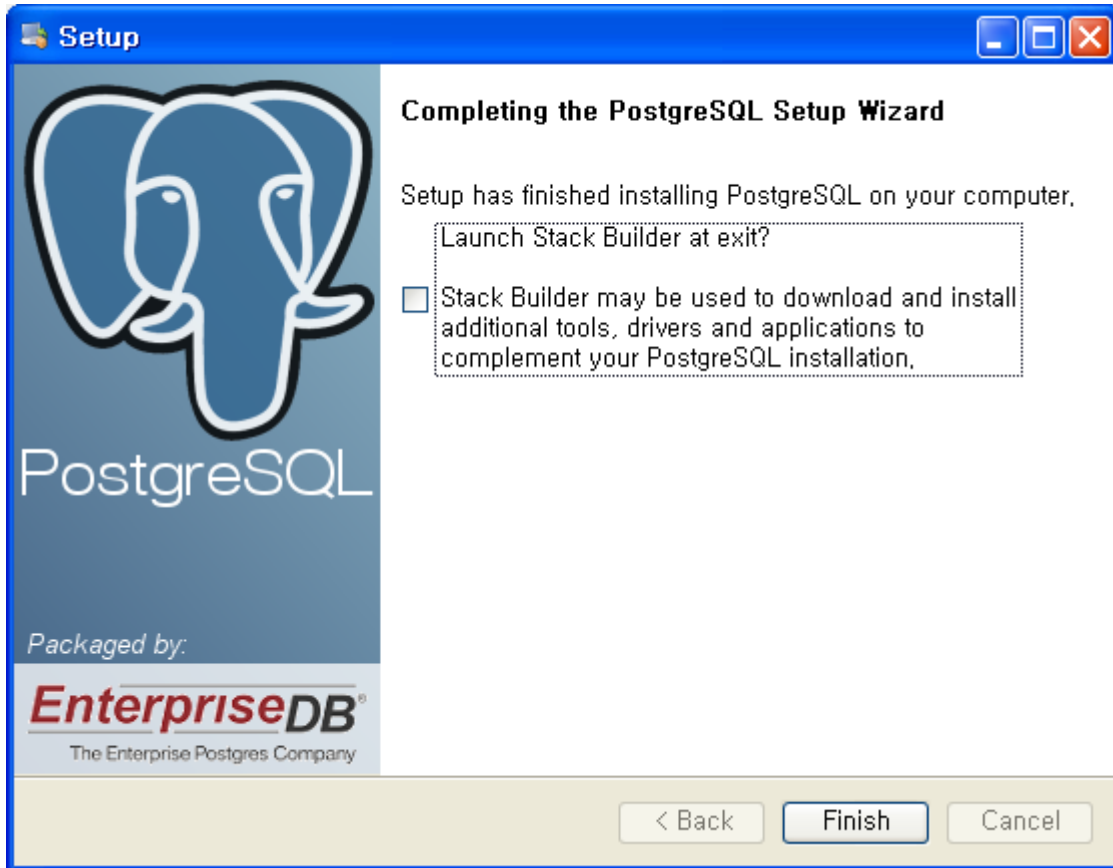 Setup
Completing the PostgreSQL Setup Wizard
Setup has finished installing PostgreSQL on your computer.
Launch Stack Builder at exit?
Stack Builder may be used to download and install
additional tools, drivers and applications to
complement your PostgreSQL installation.
PostgreSQL
Packaged by:
EnterpriseDB®
The Enterprise Postgres Company
< Back
Finish
Cancel